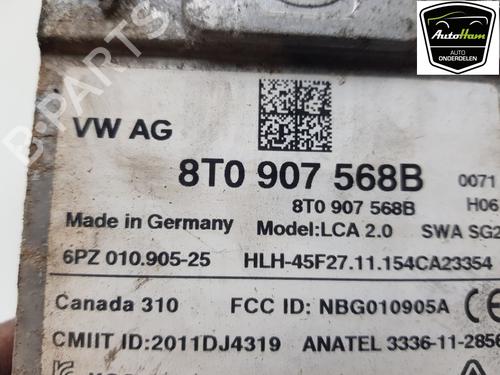 AutoHam
AUTO
ONDERDELEN
B-PARTS
VW AG
8T0 907 568B
0071
8T0 907 568B
H06
Made in Germany
Model:LCA 2.0
SWA SG2
6PZ 010.905-25
HLH-45F27.11.154CA23354
Canada 310
FCC ID: NBG010905A
CE
CMIIT ID:2011DJ4319
ANATEL 3336-11-2856